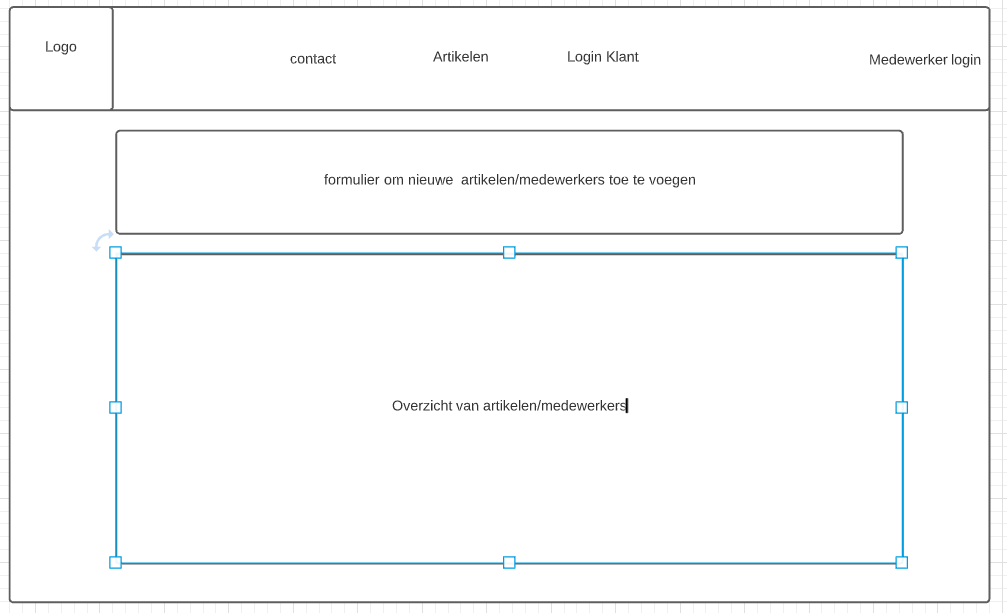 Logo
contact
Artikelen
Login Klant
Medewerker login
formulier om nieuwe  artikelen/medewerkers toe te voegen
Overzicht van artikelen/medewerkers